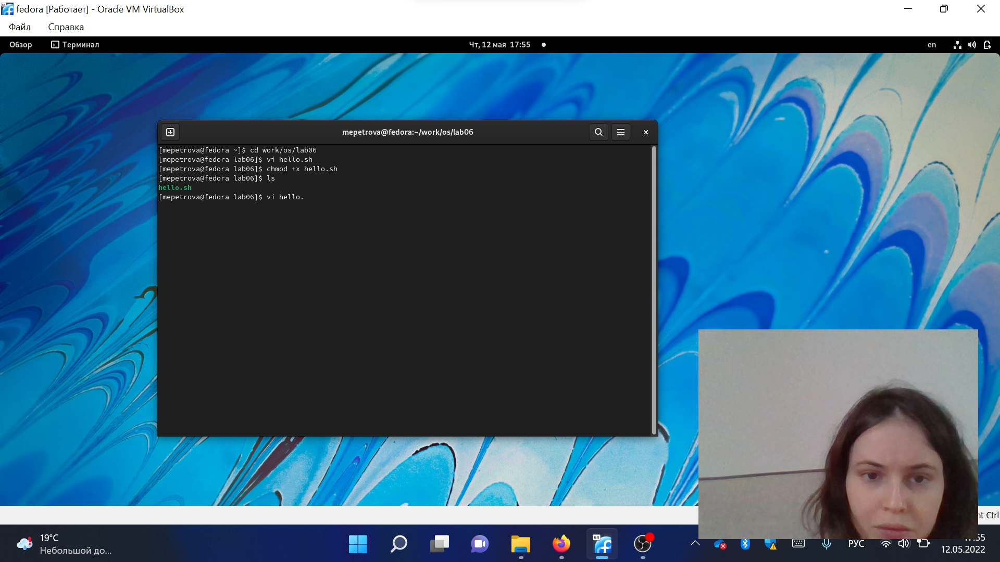 fedora [Работает] - Oracle VM VirtualBox
Файл Справка
Обзор Терминал Чт, 12 мая 17:55 en
mepetrova@fedora:~/work/os/lab06
[mepetrova@fedora ~]$ cd work/os/lab06
[mepetrova@fedora lab06]$ vi hello.sh
[mepetrova@fedora lab06]$ chmod +x hello.sh
[mepetrova@fedora lab06]$ ls
hello.sh
[mepetrova@fedora lab06]$ vi hello.
Ctrl
19°C
Небольшой до...
64
РУС
12.05.2022